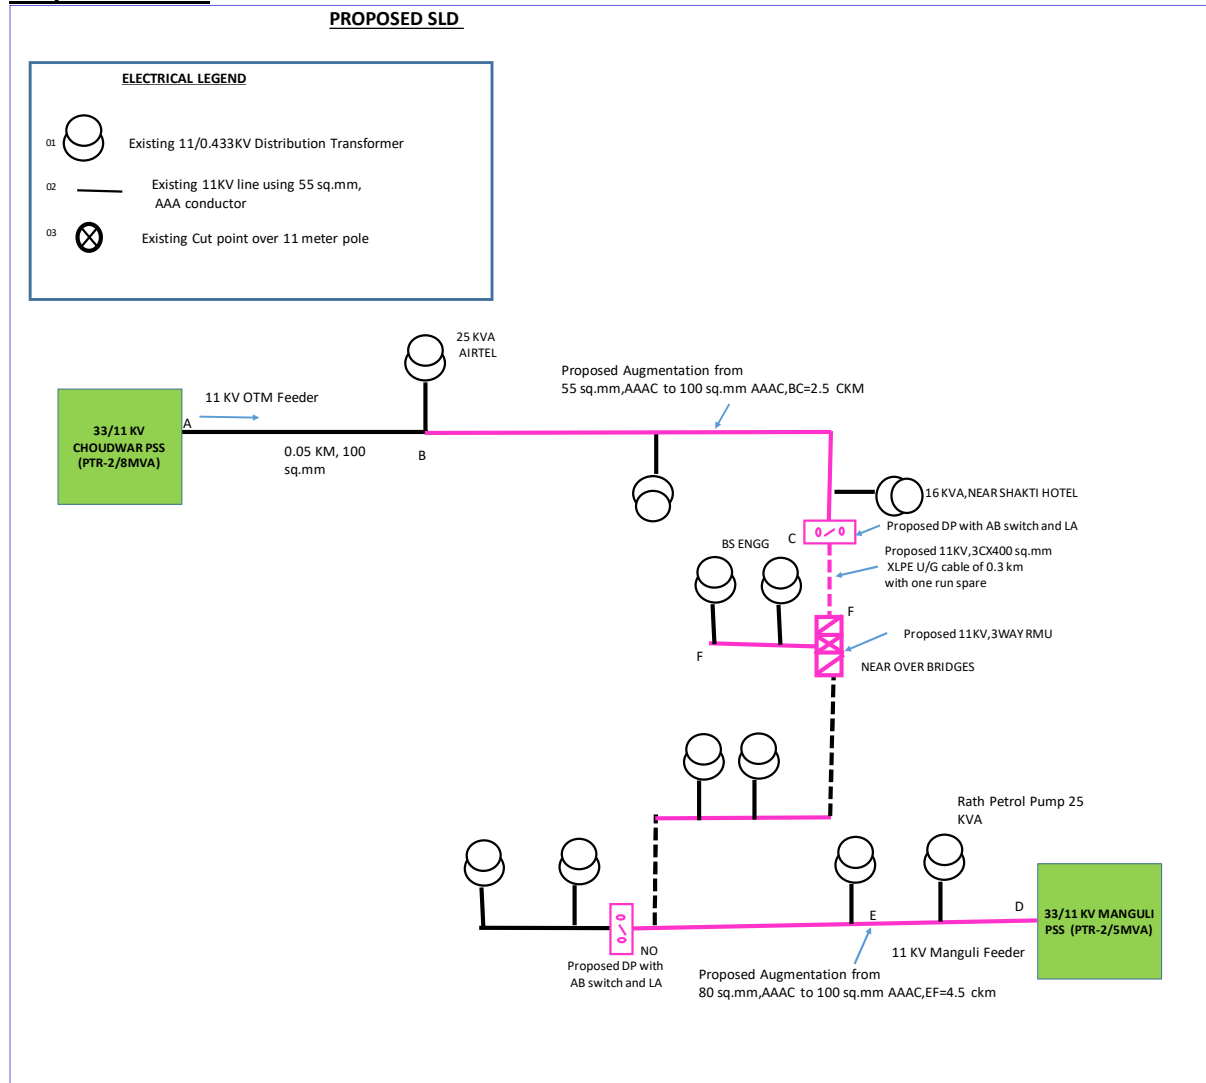 PROPOSED SLD
ELECTRICAL LEGEND
01
Existing 11/0.433KV Distribution Transformer
02
Existing 11KV line using 55 sq.mm,
AAA conductor
03
Existing Cut point over 11 meter pole
25 KVA
AIRTEL
Proposed Augmentation from
55 sq.mm,AAAC to 100 sq.mm AAAC,BC=2.5 CKM
11 KV OTM Feeder
33/11 KV
CHOUDWAR PSS
(PTR-2/8MVA)
A
0.05 KM, 100
sq.mm
B
16 KVA,NEAR SHAKTI HOTEL
C
Proposed DP with AB switch and LA
BS ENGG
Proposed 11KV,3CX400 sq.mm
XLPE U/G cable of 0.3 km
with one run spare
F
Proposed 11KV,3WAY RMU
F
NEAR OVER BRIDGES
Rath Petrol Pump 25
KVA
D
E
33/11 KV MANGULI
PSS (PTR-2/5MVA)
NO
11 KV Manguli Feeder
Proposed DP with
AB switch and LA
Proposed Augmentation from
80 sq.mm,AAAC to 100 sq.mm AAAC,EF=4.5 ckm